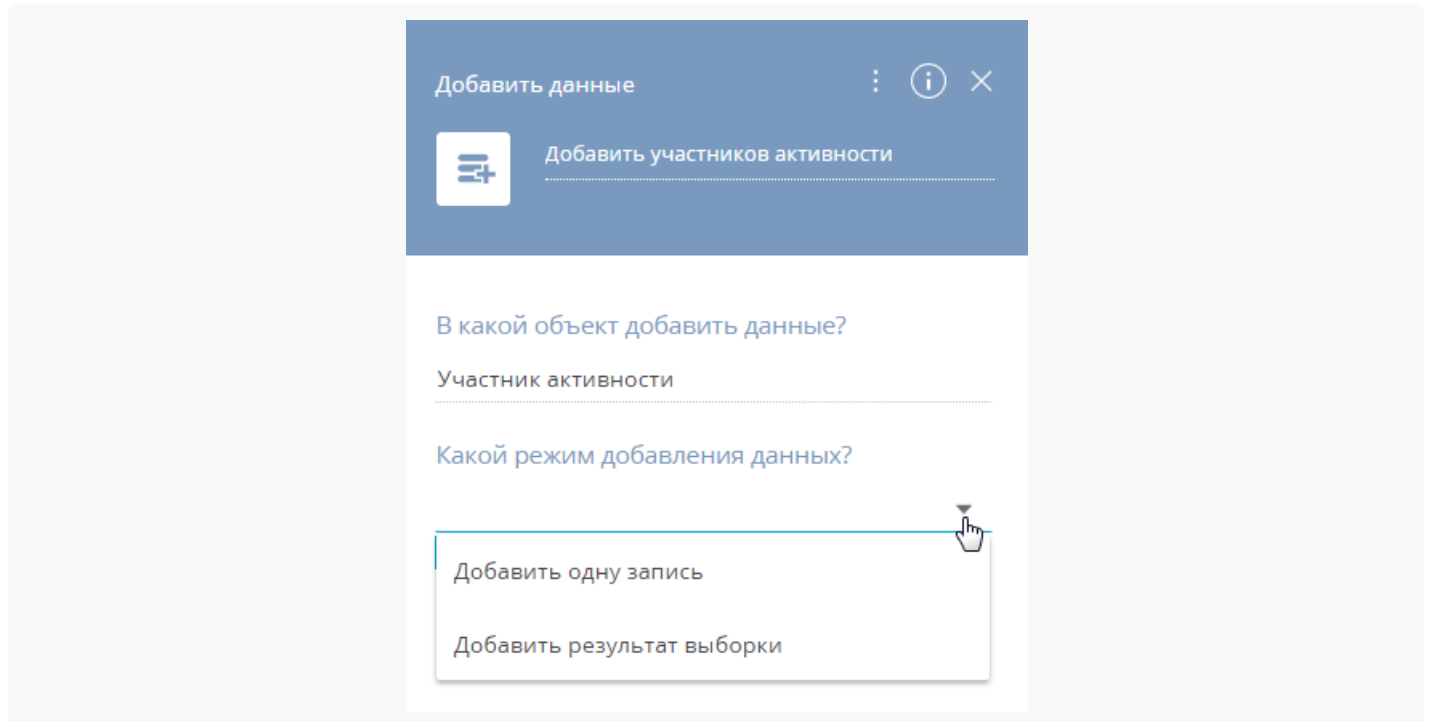 Добавить данные
Добавить участников активности
В какой объект добавить данные?
Участник активности
Какой режим добавления данных?
Добавить одну запись
Добавить результат выборки